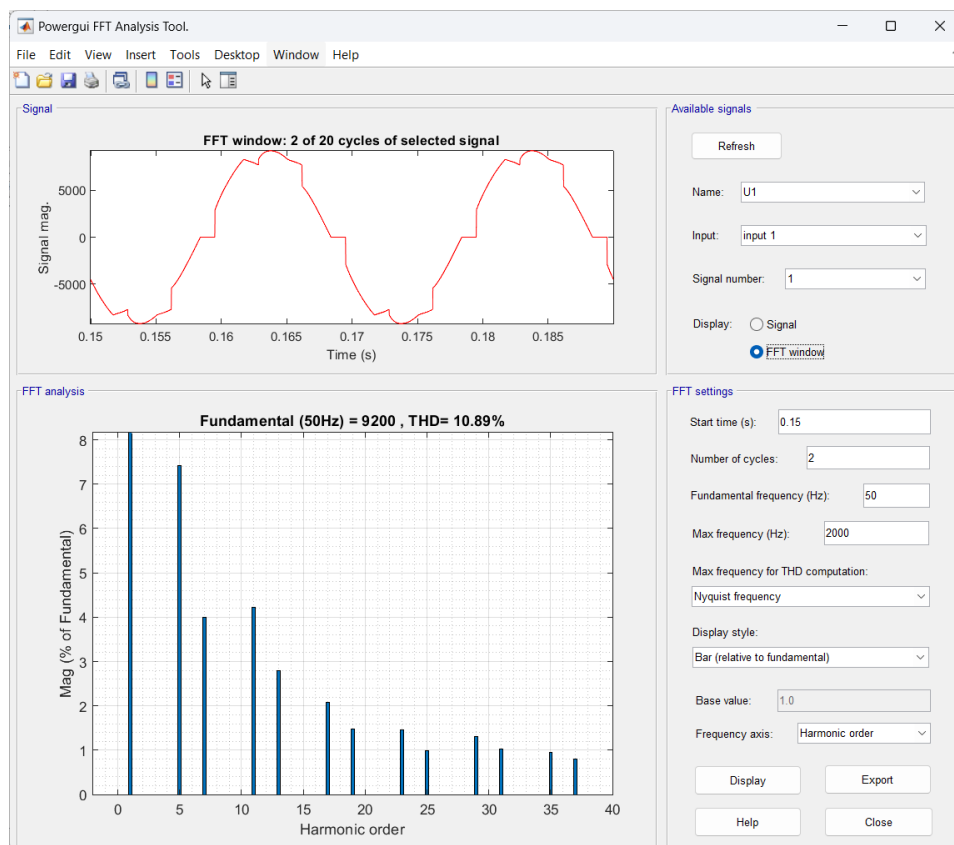 Powergui FFT Analysis Tool.
File Edit View Insert Tools Desktop Window Help
Signal
FFT window: 2 of 20 cycles of selected signal
5000
0
-5000
Signal mag.
0.15 0.155 0.16 0.165 0.17 0.175 0.18 0.185
Time (s)
Available signals
Refresh
Name: U1
Input: input 1
Signal number: 1
Display: Signal
FFT window
FFT analysis
Fundamental (50Hz) = 9200 , THD= 10.89%
8
7
6
5
4
3
2
1
0
Mag (% of Fundamental)
0 5 10 15 20 25 30 35 40
Harmonic order
FFT settings
Start time (s): 0.15
Number of cycles: 2
Fundamental frequency (Hz): 50
Max frequency (Hz): 2000
Max frequency for THD computation:
Nyquist frequency
Display style:
Bar (relative to fundamental)
Base value: 1.0
Frequency axis: Harmonic order
Display Export
Help Close